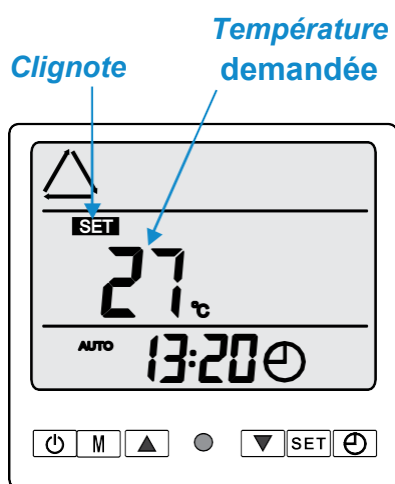 Température
Clignote demandée
SET
27 °C
AUTO 13:20
M SET